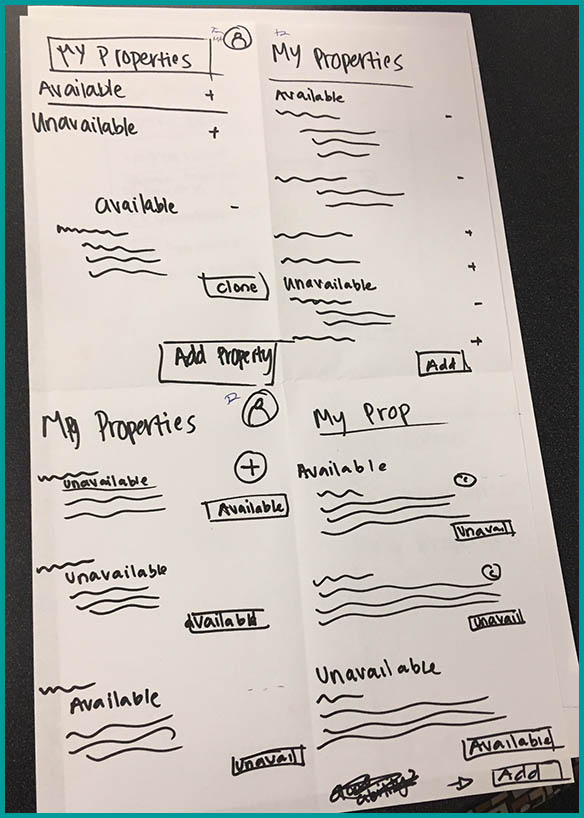 My Properties
Available +
Unavailable +
available -
Clone
Add Property
My Properties
Available
-
-
+
+
Unavailable
-
+
Add
My Properties
+
Unavailable
Available
Unavailable
Available
Available
Unavail
My Prop
Available
Unavail
Unavail
Unavailable
Available
Add